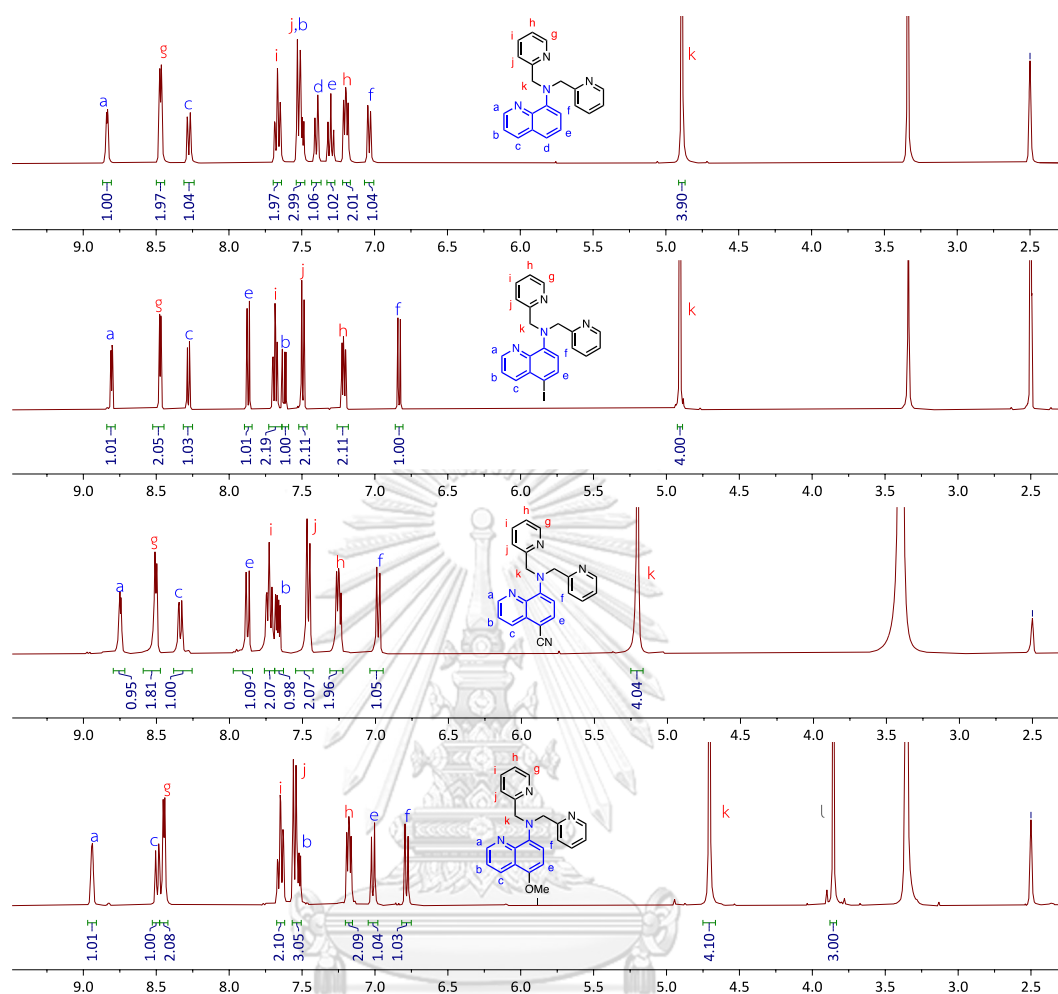 j,b
g
i
a
c
d
e
h
f
k
h
i
g
j
N
k
N
N
a
N
f
b
e
c
d
1.00
1.97
1.04
1.97
2.99
1.06
1.02
2.01
1.04
3.90
9.0 8.5 8.0 7.5 7.0 6.5 6.0 5.5 5.0 4.5 4.0 3.5 3.0 2.5
j
e
i
g
a
c
b
h
f
k
h
i
g
j
N
k
N
N
a
N
f
b
e
c
I
1.01
2.05
1.03
1.01
2.19
1.00
2.11
2.11
1.00
4.00
9.0 8.5 8.0 7.5 7.0 6.5 6.0 5.5 5.0 4.5 4.0 3.5 3.0 2.5
g
i
j
e
a
c
b
h
f
k
h
i
g
j
N
k
N
N
a
N
f
b
e
c
CN
0.95
1.81
1.00
1.09
2.07
0.98
2.07
1.96
1.05
4.04
9.0 8.5 8.0 7.5 7.0 6.5 6.0 5.5 5.0 4.5 4.0 3.5 3.0 2.5
g
i
j
a
c
b
h
e
f
k
l
h
i
g
j
N
k
N
N
a
N
f
b
e
c
OMe
1.01
1.00
2.08
2.10
3.05
2.09
1.04
1.03
4.10
3.00
9.0 8.5 8.0 7.5 7.0 6.5 6.0 5.5 5.0 4.5 4.0 3.5 3.0 2.5